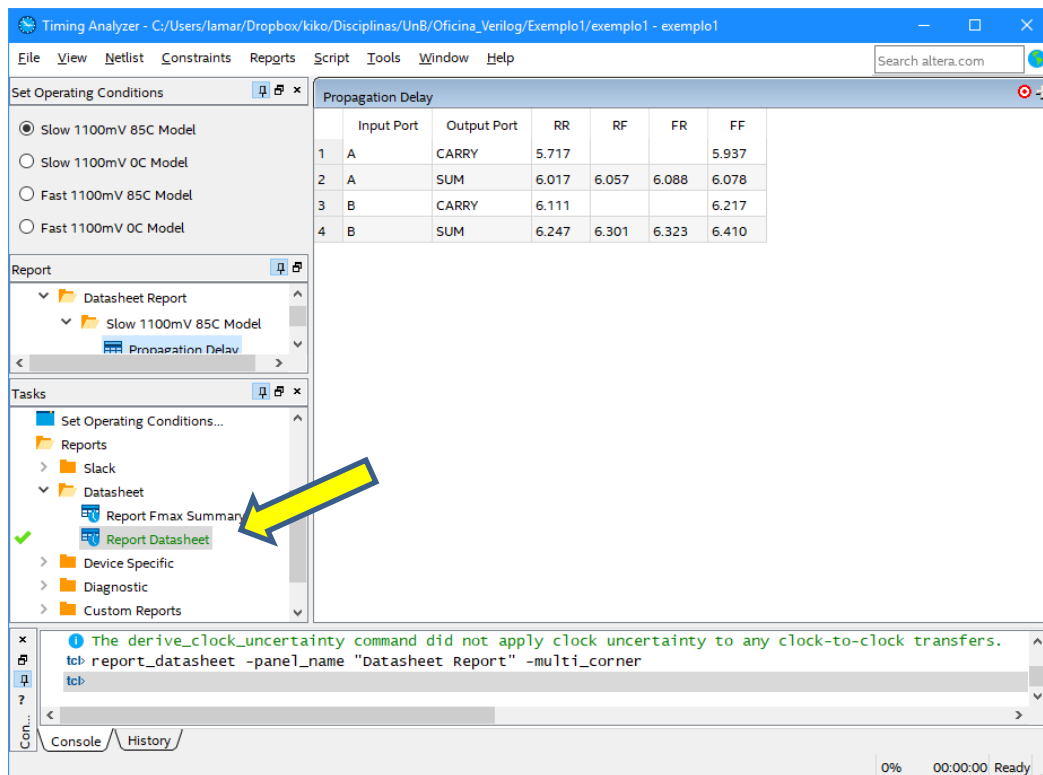 Timing Analyzer - C:/Users/lamar/Dropbox/kiko/Disciplinas/UnB/Oficina_Verilog/Exemplo1/exemplo1 - exemplo1
File View Netlist Constraints Reports Script Tools Window Help
Search altera.com
Set Operating Conditions
Slow 1100mV 85C Model
Slow 1100mV 0C Model
Fast 1100mV 85C Model
Fast 1100mV 0C Model
Report
Datasheet Report
Slow 1100mV 85C Model
Propagation Delay
Tasks
Set Operating Conditions...
Reports
Slack
Datasheet
Report Fmax Summary
Report Datasheet
Device Specific
Diagnostic
Custom Reports
Propagation Delay
Input Port Output Port RR RF FR FF
1 A CARRY 5.717 5.937
2 A SUM 6.017 6.057 6.088 6.078
3 B CARRY 6.111 6.217
4 B SUM 6.247 6.301 6.323 6.410
The derive_clock_uncertainty command did not apply clock uncertainty to any clock-to-clock transfers.
tcl> report_datasheet -panel_name "Datasheet Report" -multi_corner
tcl>
Con...
Console History
0% 00:00:00 Ready